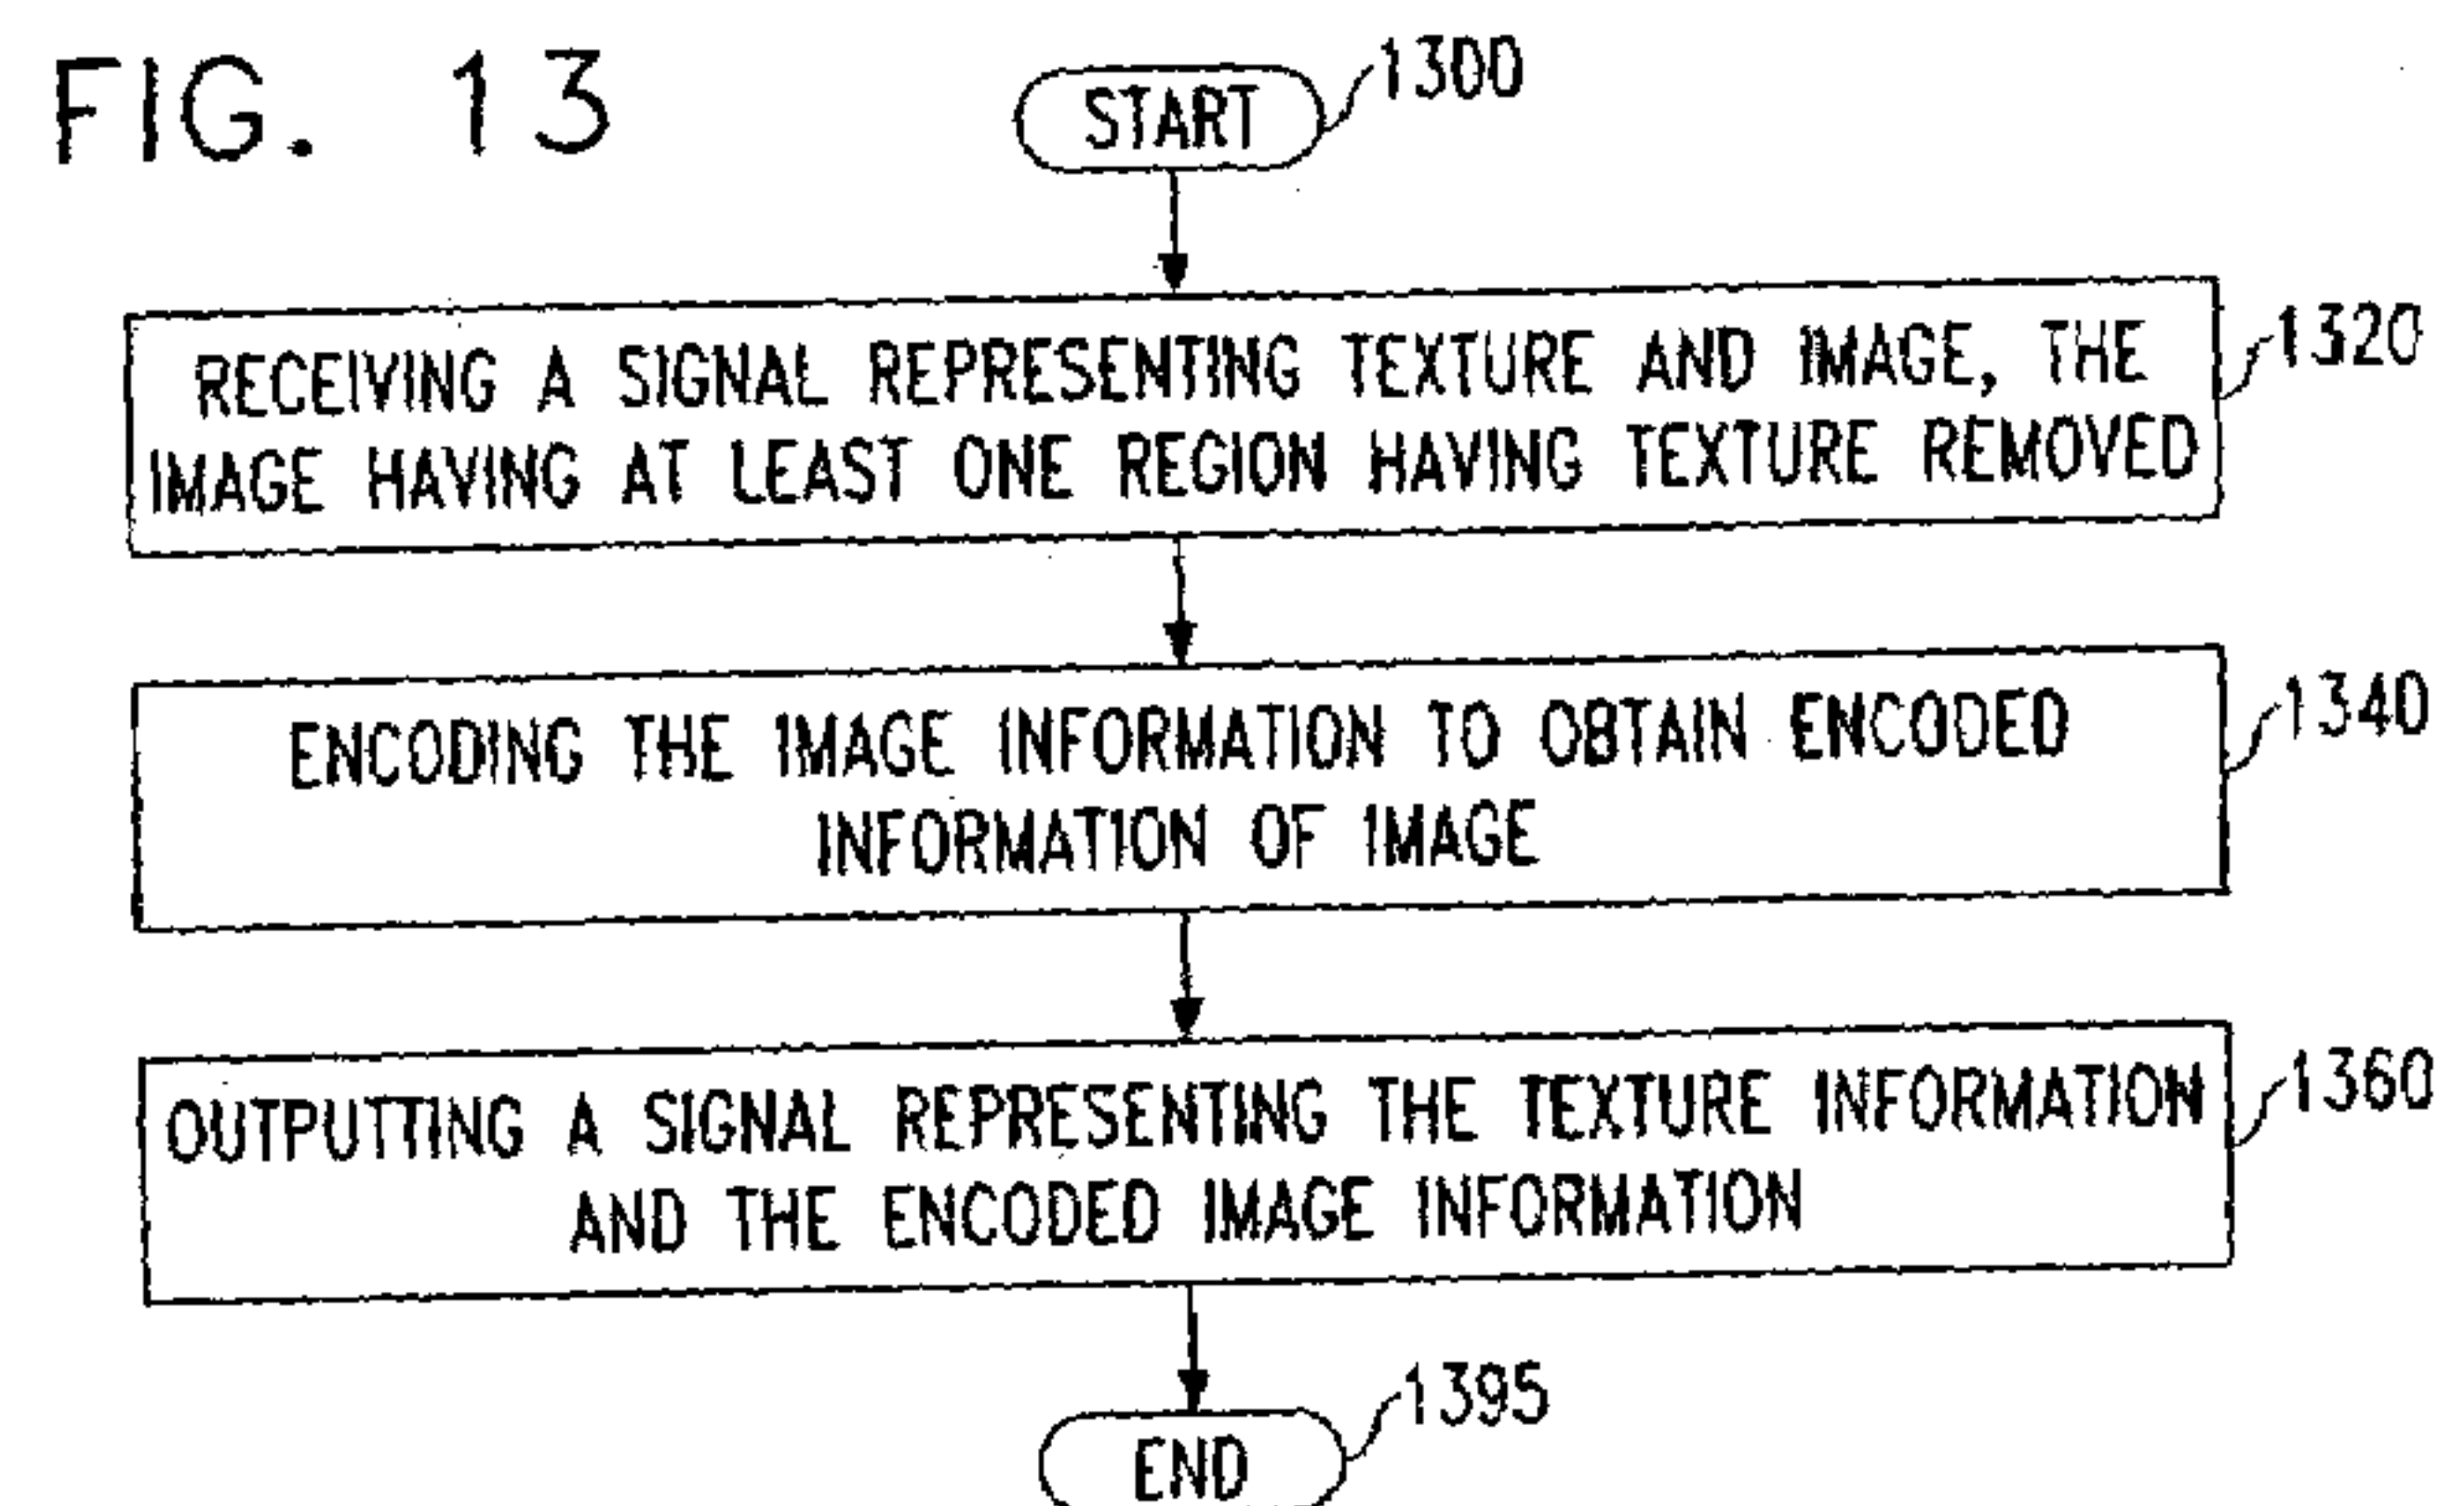 FIG. 13
START
1300
RECEIVING A SIGNAL REPRESENTING TEXTURE AND IMAGE, THE
IMAGE HAVING AT LEAST ONE REGION HAVING TEXTURE REMOVED
1320
ENCODING THE IMAGE INFORMATION TO OBTAIN ENCODED
INFORMATION OF IMAGE
1340
OUTPUTTING A SIGNAL REPRESENTING THE TEXTURE INFORMATION
AND THE ENCODED IMAGE INFORMATION
1360
END
1395